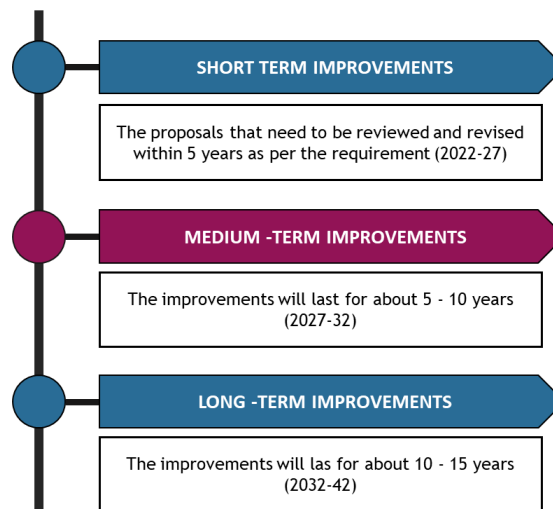 SHORT TERM IMPROVEMENTS
The proposals that need to be reviewed and revised
within 5 years as per the requirement (2022-27)
MEDIUM -TERM IMPROVEMENTS
The improvements will last for about 5 - 10 years
(2027-32)
LONG -TERM IMPROVEMENTS
The improvements will las for about 10 - 15 years
(2032-42)